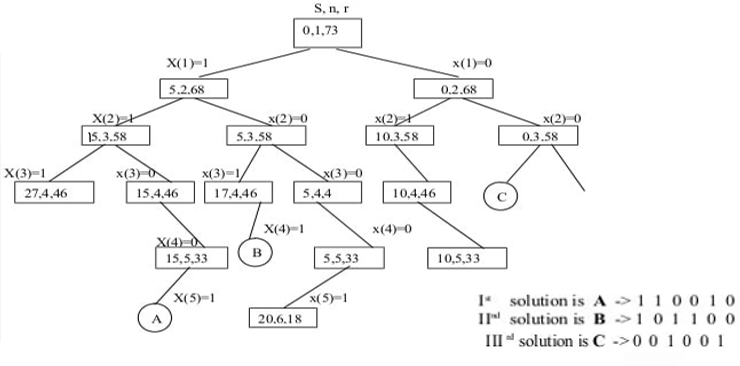 S, n, r
0,1,73
X(1)=1 x(1)=0
5,2,68 0,2,68
X(2)=1 x(2)=0 x(2)=1 x(2)=0
15,3,58 5,3,58 10,3,58 0,3,58
X(3)=1 x(3)=0 x(3)=1 x(3)=0
27,4,46 15,4,46 17,4,46 5,4,4 10,4,46 C
X(4)=0 X(4)=1 x(4)=0
15,5,33 B 5,5,33 10,5,33
X(5)=1 x(5)=1
A 20,6,18
Ist solution is A ->1 1 0 0 1 0
IInd solution is B ->1 0 1 1 0 0
III rd solution is C ->0 0 1 0 0 1